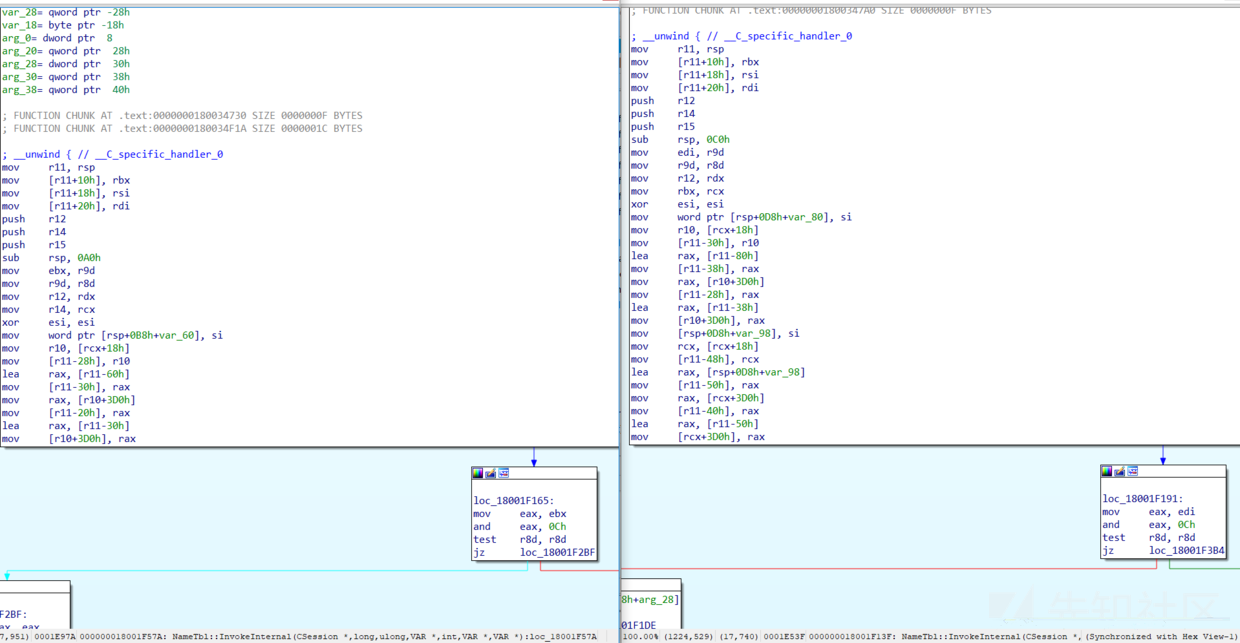 var_28= qword ptr -28h
var_18= byte ptr -18h
arg_0= dword ptr  8
arg_20= qword ptr  28h
arg_28= dword ptr  30h
arg_30= qword ptr  38h
arg_38= qword ptr  40h
; FUNCTION CHUNK AT .text:0000000180034730 SIZE 0000000F BYTES
; FUNCTION CHUNK AT .text:0000000180034F1A SIZE 0000001C BYTES
; __unwind { // __C_specific_handler_0
mov     r11, rsp
mov     [r11+10h], rbx
mov     [r11+18h], rsi
mov     [r11+20h], rdi
push    r12
push    r14
push    r15
sub     rsp, 0A0h
mov     ebx, r9d
mov     r9d, r8d
mov     r12, rdx
mov     r14, rcx
xor     esi, esi
mov     word ptr [rsp+0B8h+var_60], si
mov     r10, [rcx+18h]
mov     [r11-28h], r10
lea     rax, [r11-60h]
mov     [r11-30h], rax
mov     rax, [r10+3D0h]
mov     [r11-20h], rax
lea     rax, [r11-30h]
mov     [r10+3D0h], rax
loc_18001F165:
mov     eax, ebx
and     eax, 0Ch
test    r8d, r8d
jz      loc_18001F2BF
F2BF:
ax, eax
7,951) 0001E97A 000000018001F57A: NameTbl::InvokeInternal(CSession *,long,ulong,VAR *,int,VAR *,VAR *):loc_18001F57A
; FUNCTION CHUNK AT .text:00000001800347A0 SIZE 0000000F BYTES
; __unwind { // __C_specific_handler_0
mov     r11, rsp
mov     [r11+10h], rbx
mov     [r11+18h], rsi
mov     [r11+20h], rdi
push    r12
push    r14
push    r15
sub     rsp, 0C0h
mov     edi, r9d
mov     r9d, r8d
mov     r12, rdx
mov     rbx, rcx
xor     esi, esi
mov     word ptr [rsp+0D8h+var_80], si
mov     r10, [rcx+18h]
mov     [r11-30h], r10
lea     rax, [r11-80h]
mov     [r11-38h], rax
mov     rax, [r10+3D0h]
mov     [r11-28h], rax
lea     rax, [r11-38h]
mov     [r10+3D0h], rax
mov     [rsp+0D8h+var_98], si
mov     rcx, [rcx+18h]
mov     [r11-48h], rcx
lea     rax, [rsp+0D8h+var_98]
mov     [r11-50h], rax
mov     rax, [rcx+3D0h]
mov     [r11-40h], rax
lea     rax, [r11-50h]
mov     [rcx+3D0h], rax
loc_18001F191:
mov     eax, edi
and     eax, 0Ch
test    r8d, r8d
jz      loc_18001F3B4
8h+arg_28]
01F1DE
100.00% (1224,529) (17,740) 0001E53F 000000018001F13F: NameTbl::InvokeInternal(CSession *, (Synchronized with Hex View-1)